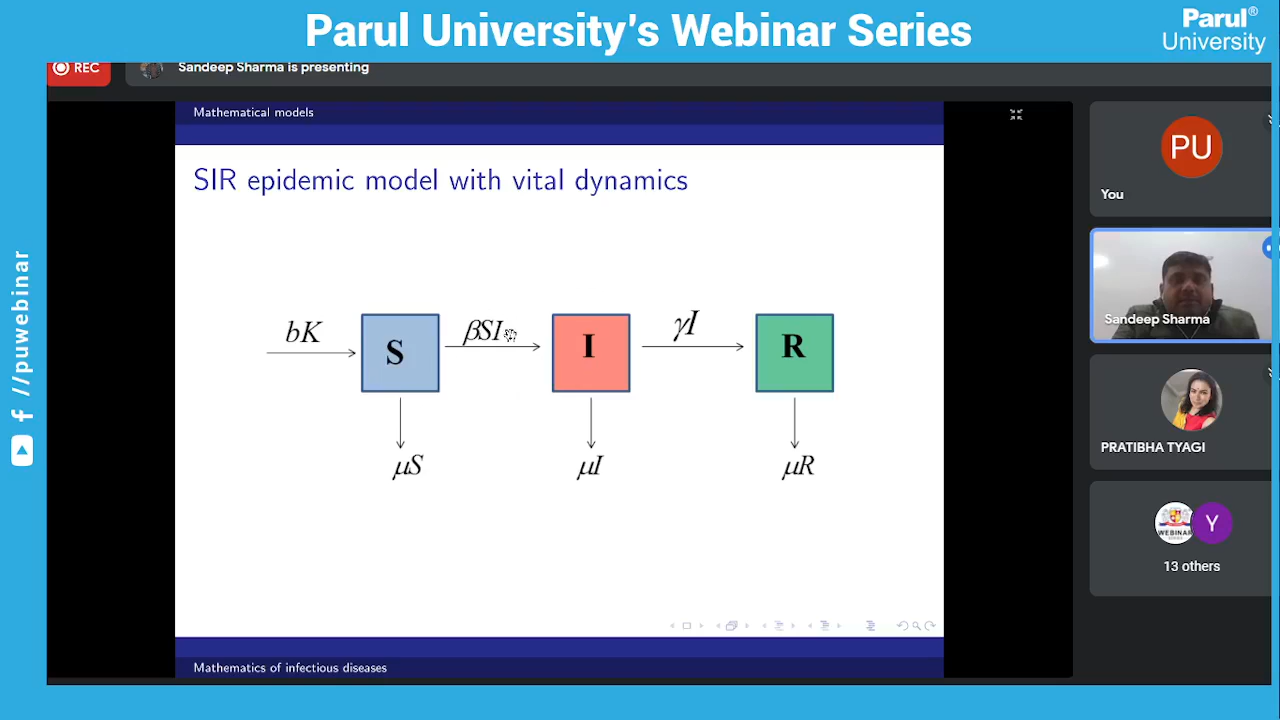 Parul University's Webinar Series
Parul®
University
REC
Sandeep Sharma is presenting
Mathematical models
SIR epidemic model with vital dynamics
bK
S
βSI
I
γI
R
μS
μI
μR
Mathematics of infectious diseases
//puwebinar
PU
You
Sandeep Sharma
PRATIBHA TYAGI
WEBINAR
Y
13 others